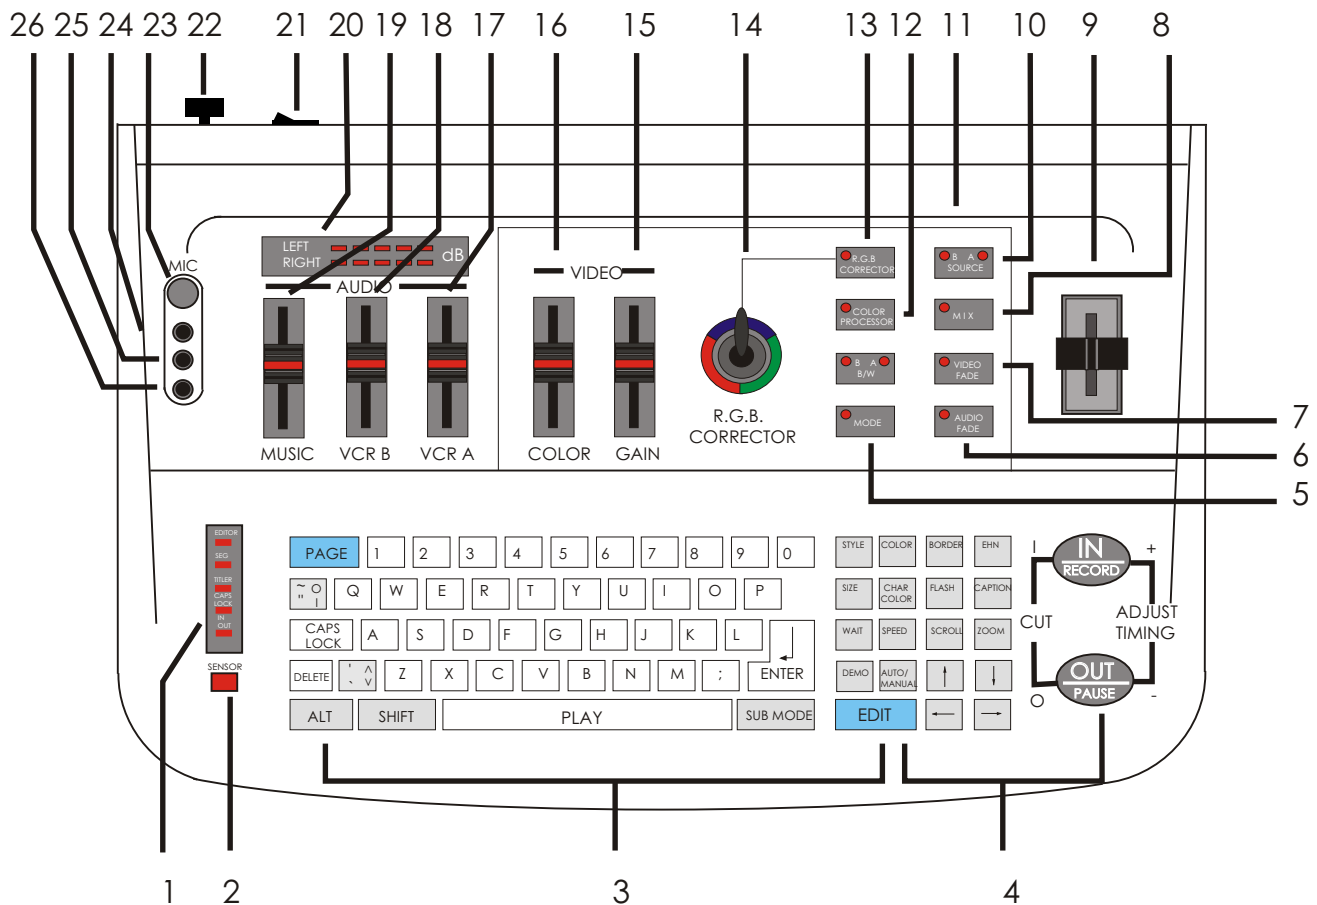 26 25 24 23 22 21 20 19 18 17 16 15 14 13 12 11 10 9 8
MIC
LEFT
RIGHT
dB
AUDIO
MUSIC VCR B VCR A
VIDEO
COLOR GAIN
R.G.B.
CORRECTOR
R.G.B
CORRECTOR
B A
SOURCE
COLOR
PROCESSOR
M I X
B A
B/W
VIDEO
FADE
MODE
AUDIO
FADE
7
6
5
EDITOR
SEG
TITLER
CAPS
LOCK
IN
OUT
SENSOR
PAGE 1 2 3 4 5 6 7 8 9 0
~ O
" |
Q W E R T Y U I O P
CAPS
LOCK
A S D F G H J K L
ENTER
DELETE
' ^
` v
Z X C V B N M ;
ALT SHIFT PLAY SUB MODE
STYLE COLOR BORDER EHN
SIZE
CHAR
COLOR
FLASH CAPTION
WAIT SPEED SCROLL ZOOM
DEMO
AUTO/
MANUAL
↑ ↓
EDIT ← →
I
IN
RECORD
+
CUT
ADJUST
TIMING
O
OUT
PAUSE
-
1 2 3 4